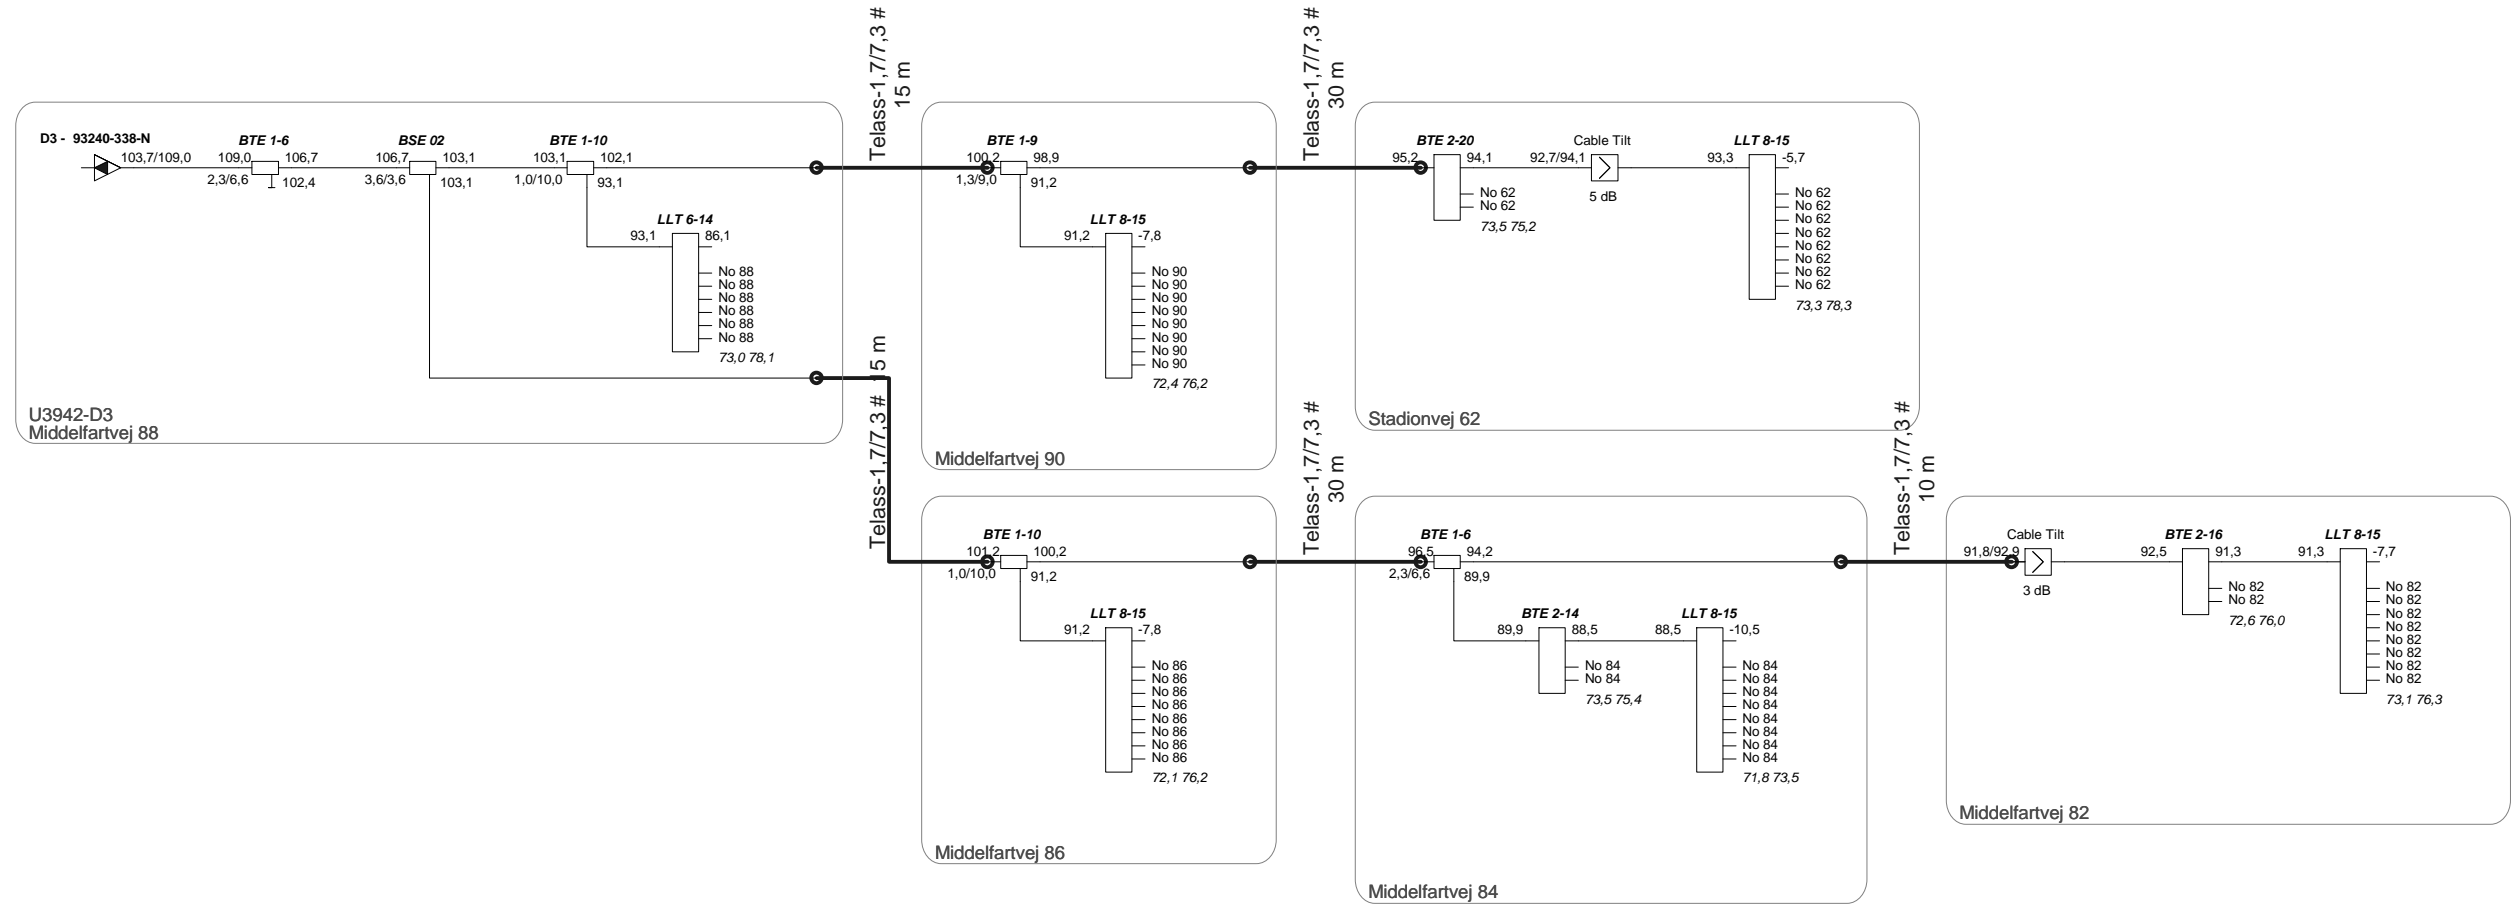 Telass-1,7/7,3 #
15 m
Telass-1,7/7,3 #
30 m
D3 - 93240-338-N
103,7/109,0
BTE 1-6
109,0 106,7
2,3/6,6 102,4
BSE 02
106,7 103,1
3,6/3,6 103,1
BTE 1-10
103,1 102,1
1,0/10,0 93,1
LLT 6-14
93,1 86,1
No 88
No 88
No 88
No 88
No 88
No 88
73,0 78,1
U3942-D3
Middelfartvej 88
BTE 1-9
100,2 98,9
1,3/9,0 91,2
LLT 8-15
91,2 -7,8
No 90
No 90
No 90
No 90
No 90
No 90
No 90
No 90
72,4 76,2
Middelfartvej 90
BTE 2-20
95,2 94,1
No 62
No 62
73,5 75,2
Cable Tilt
92,7/94,1
5 dB
LLT 8-15
93,3 -5,7
No 62
No 62
No 62
No 62
No 62
No 62
No 62
No 62
73,3 78,3
Stadionvej 62
Telass-1,7/7,3 #
15 m
Telass-1,7/7,3 #
30 m
Telass-1,7/7,3 #
10 m
BTE 1-10
101,2 100,2
1,0/10,0 91,2
LLT 8-15
91,2 -7,8
No 86
No 86
No 86
No 86
No 86
No 86
No 86
No 86
72,1 76,2
Middelfartvej 86
BTE 1-6
96,5 94,2
2,3/6,6 89,9
BTE 2-14
89,9 88,5
No 84
No 84
73,5 75,4
LLT 8-15
88,5 -10,5
No 84
No 84
No 84
No 84
No 84
No 84
No 84
No 84
71,8 73,5
Middelfartvej 84
Cable Tilt
91,8/92,9
3 dB
BTE 2-16
92,5 91,3
No 82
No 82
72,6 76,0
LLT 8-15
91,3 -7,7
No 82
No 82
No 82
No 82
No 82
No 82
No 82
No 82
73,1 76,3
Middelfartvej 82